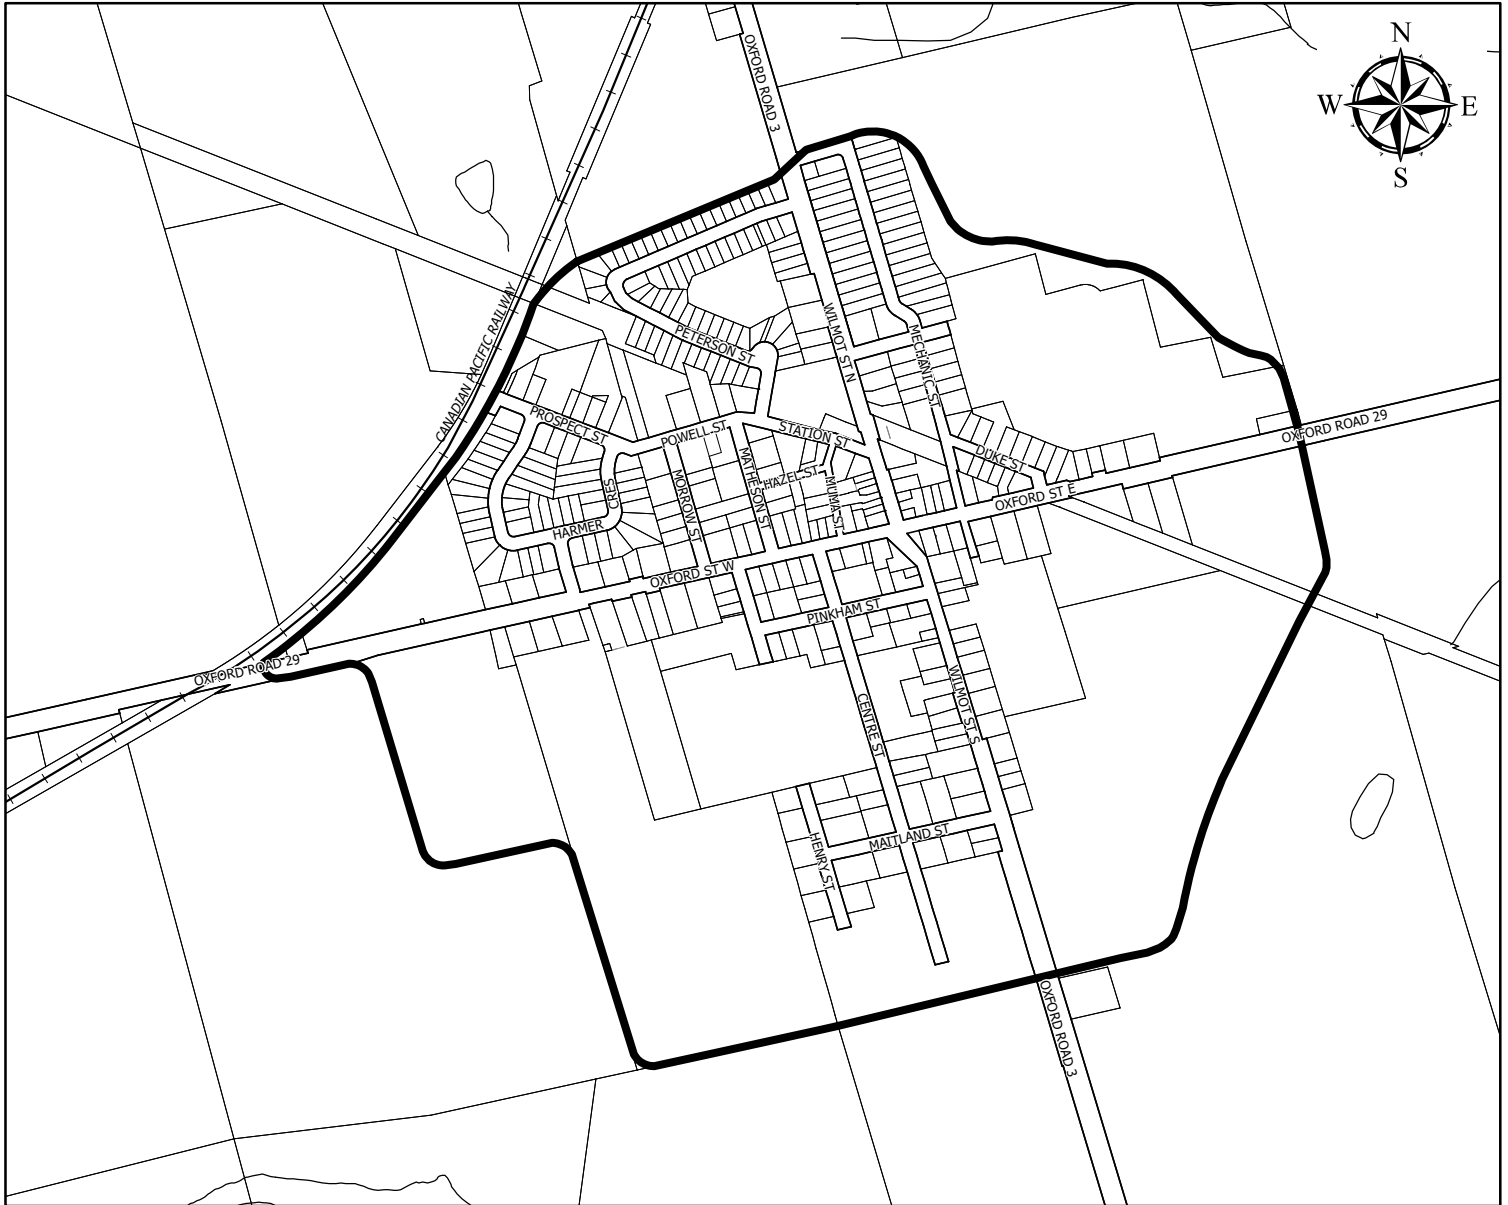 N
OXFORD ROAD 3
W
E
S
CANADIAN PACIFIC RAILWAY
WILMOT ST N
PETERSON ST
MECHANIC ST
PROSPECT ST
POWELL ST
STATION ST
OXFORD ROAD 29
MATHESON ST
DUKE ST
MORROW ST
HAZEL ST
MUMA ST
CRES
OXFORD ST E
HARMER
OXFORD ST W
PINKHAM ST
OXFORD ROAD 29
WILMOT ST S
CENTRE ST
MAITLAND ST
HENRY ST
OXFORD ROAD 3